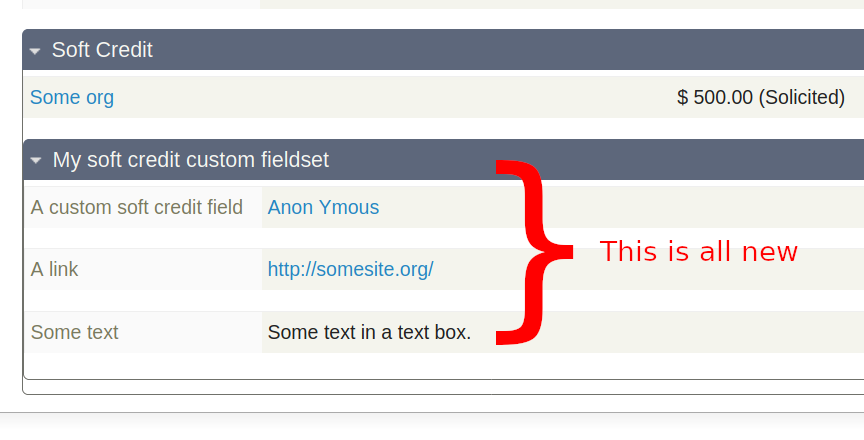 Soft Credit
Some org $ 500.00 (Solicited)
My soft credit custom fieldset
A custom soft credit field Anon Ymous
This is all new
A link http://somesite.org/
Some text Some text in a text box.